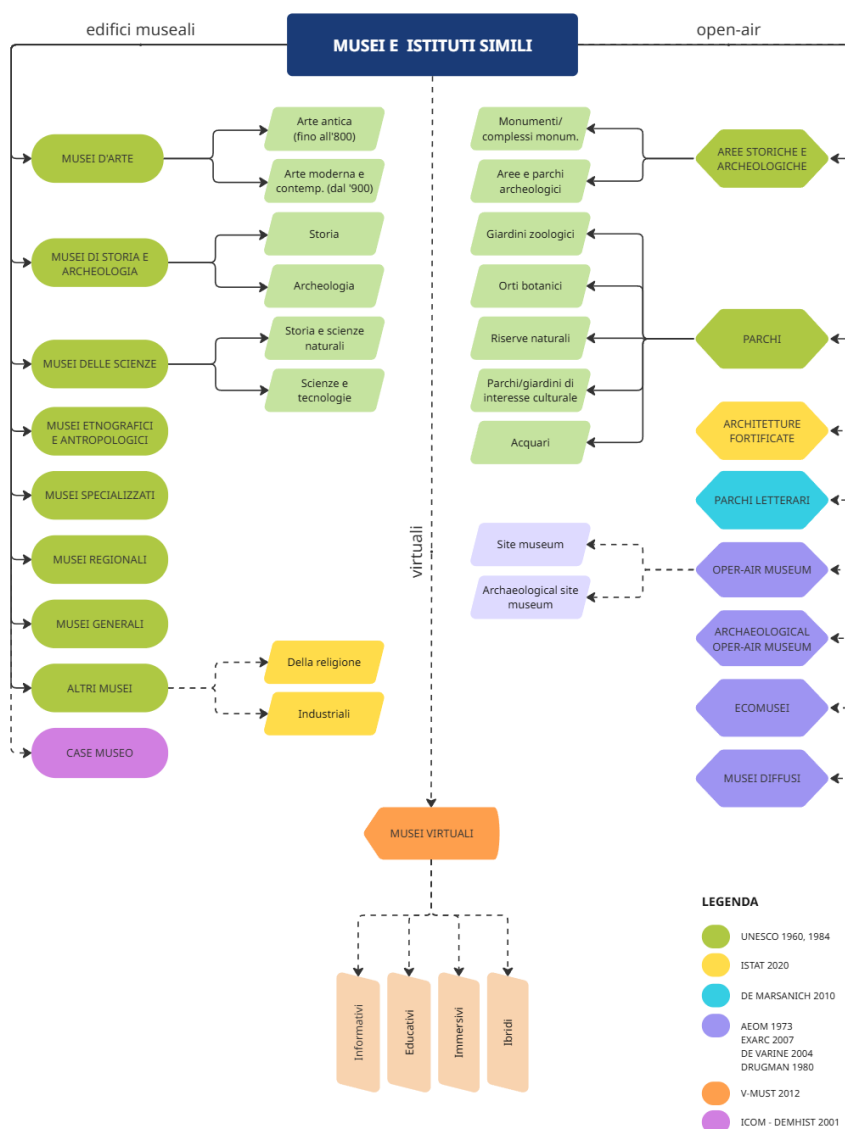 edifici museali
MUSEI E ISTITUTI SIMILI
open-air
MUSEI D'ARTE
Arte antica
(fino all'800)
Arte moderna e
contemp. (dal '900)
MUSEI DI STORIA E
ARCHEOLOGIA
Storia
Archeologia
MUSEI DELLE SCIENZE
Storia e scienze
naturali
Scienze e
tecnologie
MUSEI ETNOGRAFICI
E ANTROPOLOGICI
MUSEI SPECIALIZZATI
MUSEI REGIONALI
MUSEI GENERALI
ALTRI MUSEI
Della religione
Industriali
CASE MUSEO
Monumenti/
complessi monum.
Aree e parchi
archeologici
AREE STORICHE E
ARCHEOLOGICHE
Giardini zoologici
Orti botanici
Riserve naturali
Parchi/giardini di
interesse culturale
Acquari
PARCHI
ARCHITETTURE
FORTIFICATE
PARCHI LETTERARI
Site museum
Archaeological site
museum
OPER-AIR MUSEUM
ARCHAEOLOGICAL
OPER-AIR MUSEUM
ECOMUSEI
MUSEI DIFFUSI
virtuali
MUSEI VIRTUALI
Informativi
Educativi
Immersivi
Ibridi
LEGENDA
UNESCO 1960, 1984
ISTAT 2020
DE MARSANICH 2010
AEOM 1973
EXARC 2007
DE VARINE 2004
DRUGMAN 1980
V-MUST 2012
ICOM - DEMHIST 2001